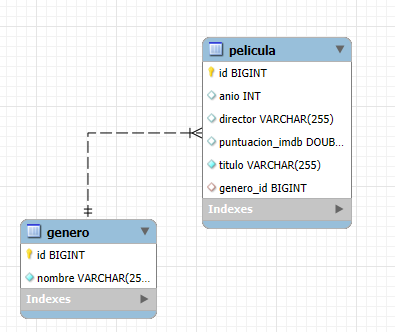 pelicula
id BIGINT
anio INT
director VARCHAR(255)
puntuacion_imdb DOUB...
titulo VARCHAR(255)
genero_id BIGINT
Indexes
genero
id BIGINT
nombre VARCHAR(25...
Indexes